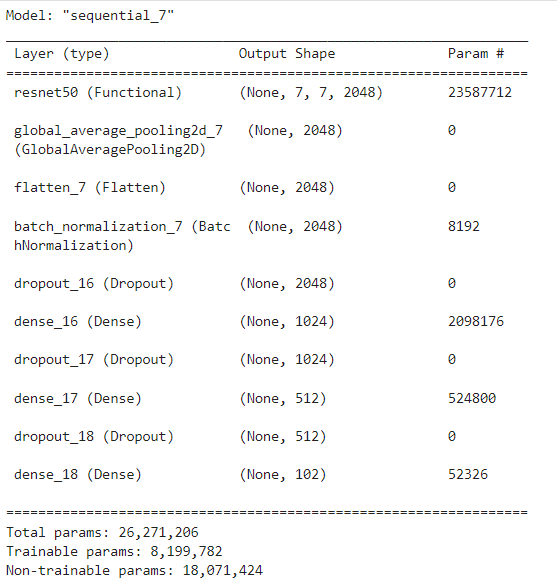 Model: "sequential_7"
Layer (type) Output Shape Param #
resnet50 (Functional) (None, 7, 7, 2048) 23587712
global_average_pooling2d_7 (None, 2048) 0
(GlobalAveragePooling2D)
flatten_7 (Flatten) (None, 2048) 0
batch_normalization_7 (Batc (None, 2048) 8192
hNormalization)
dropout_16 (Dropout) (None, 2048) 0
dense_16 (Dense) (None, 1024) 2098176
dropout_17 (Dropout) (None, 1024) 0
dense_17 (Dense) (None, 512) 524800
dropout_18 (Dropout) (None, 512) 0
dense_18 (Dense) (None, 102) 52326
Total params: 26,271,206
Trainable params: 8,199,782
Non-trainable params: 18,071,424